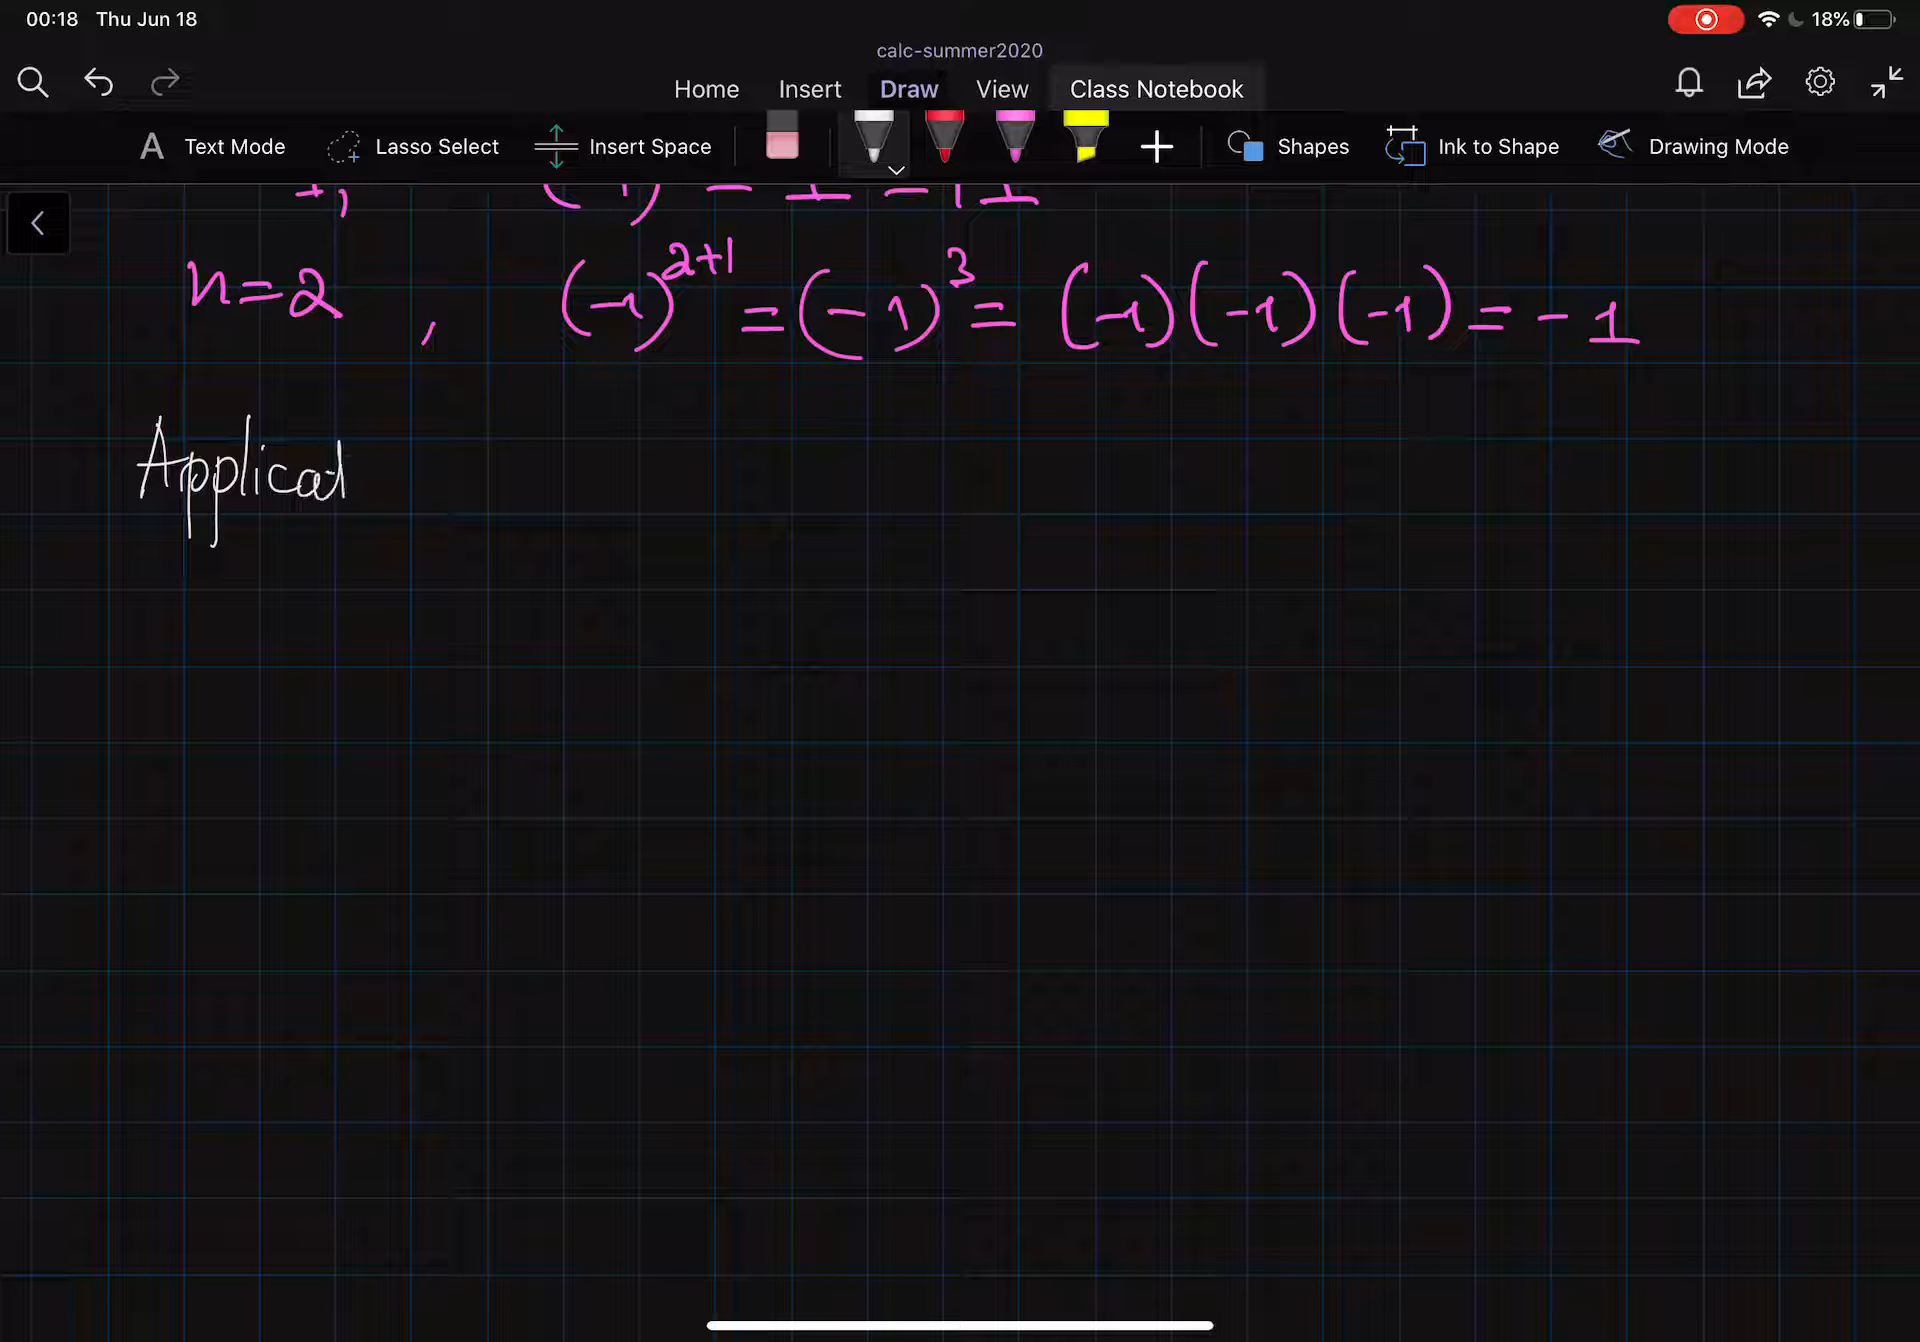 00:18 Thu Jun 18 18%
calc-summer2020
Home Insert Draw View Class Notebook
A Text Mode Lasso Select Insert Space Shapes Ink to Shape Drawing Mode
n=2 , (-1)^{2+1} = (-1)^3 = (-1)(-1)(-1) = -1
Applicat